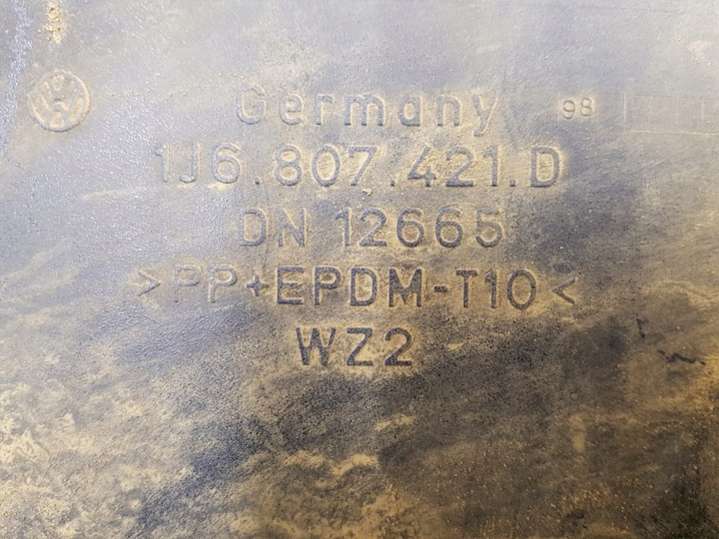 Germany 98
1J6.807.421.D
DN 12665
>PP+EPDM-T10<
WZ2